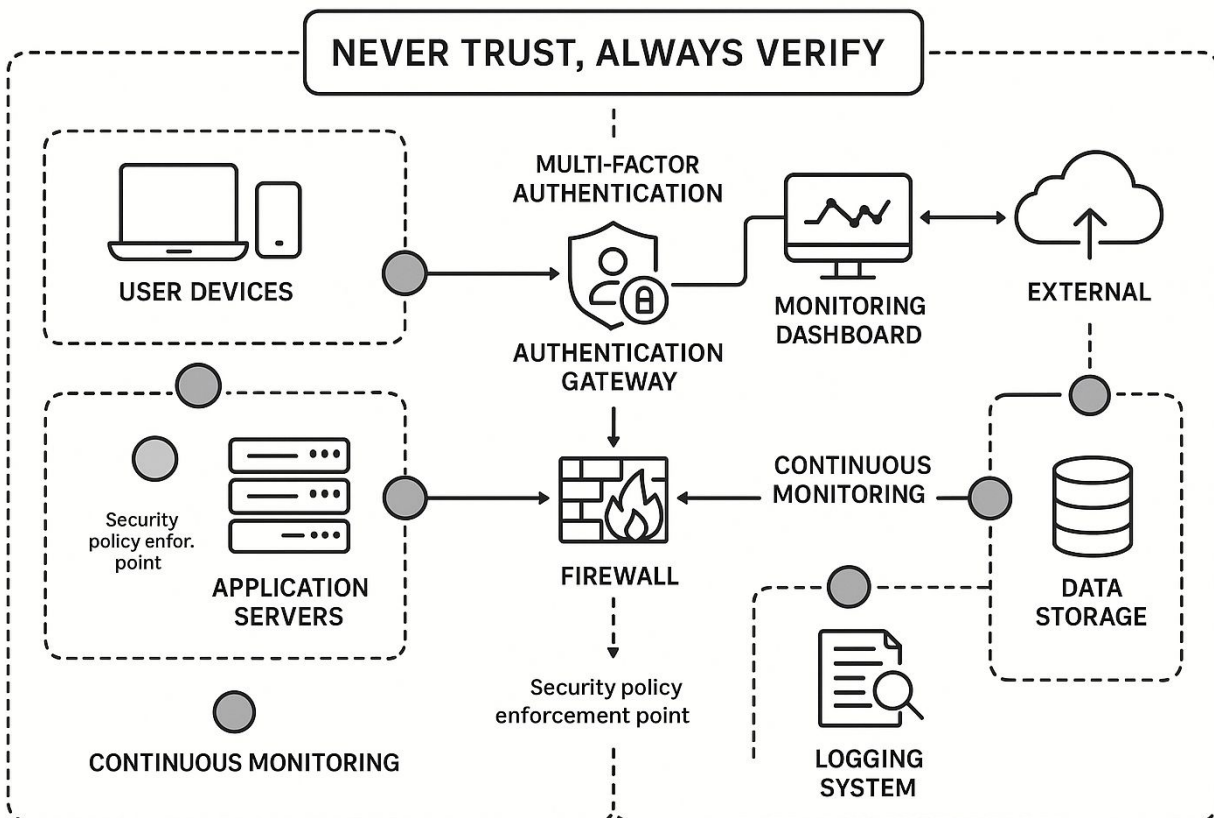 NEVER TRUST, ALWAYS VERIFY
MULTI-FACTOR
AUTHENTICATION
USER DEVICES
AUTHENTICATION
GATEWAY
MONITORING
DASHBOARD
EXTERNAL
Security
policy enfor.
point
APPLICATION
SERVERS
FIREWALL
CONTINUOUS
MONITORING
DATA
STORAGE
Security policy
enforcement point
CONTINUOUS MONITORING
LOGGING
SYSTEM